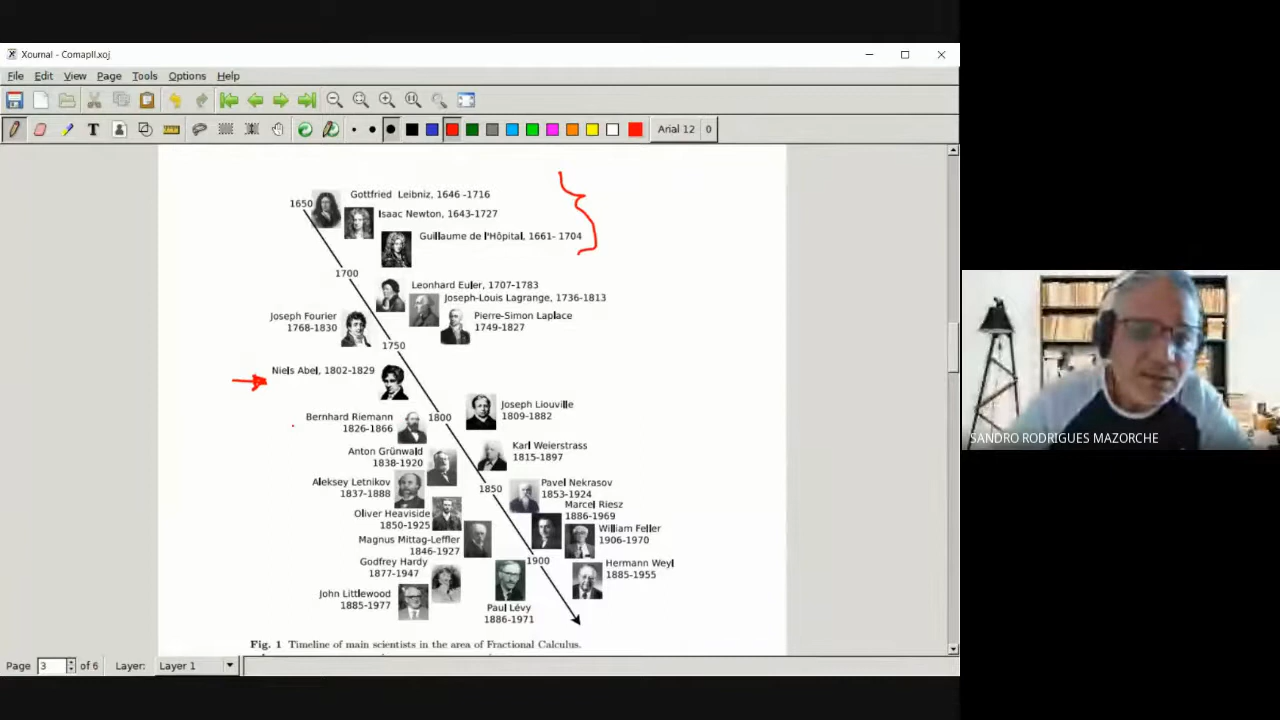 Xournal - ComapII.xoj
File Edit View Page Tools Options Help
Arial 12 0
1650
Gottfried Leibniz, 1646 -1716
Isaac Newton, 1643-1727
Guillaume de l'Hôpital, 1661- 1704
1700
Leonhard Euler, 1707-1783
Joseph-Louis Lagrange, 1736-1813
Joseph Fourier
1768-1830
Pierre-Simon Laplace
1749-1827
1750
Niels Abel, 1802-1829
Joseph Liouville
1809-1882
Bernhard Riemann
1826-1866
1800
Karl Weierstrass
1815-1897
Anton Grünwald
1838-1920
Aleksey Letnikov
1837-1888
1850
Pavel Nekrasov
1853-1924
Marcel Riesz
1886-1969
Oliver Heaviside
1850-1925
William Feller
1906-1970
Magnus Mittag-Leffler
1846-1927
1900
Godfrey Hardy
1877-1947
Hermann Weyl
1885-1955
John Littlewood
1885-1977
Paul Lévy
1886-1971
Fig. 1 Timeline of main scientists in the area of Fractional Calculus.
Page 3 of 6 Layer: Layer 1
SANDRO RODRIGUES MAZORCHE